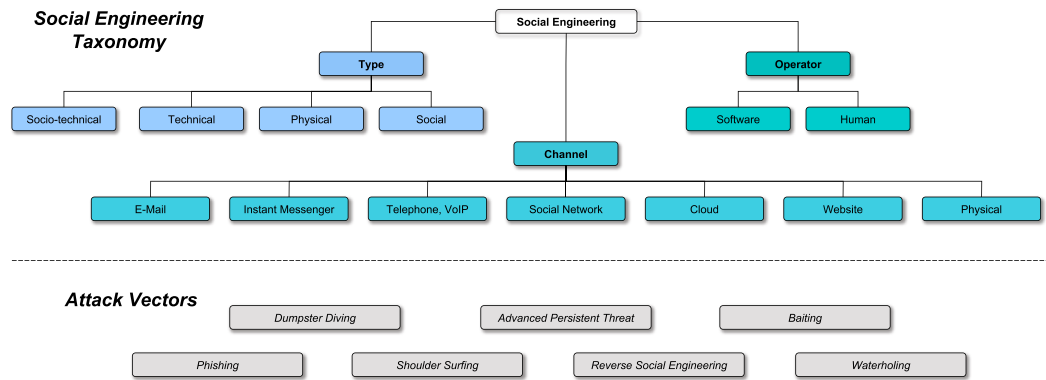 Social Engineering
Taxonomy
Social Engineering
Type
Operator
Socio-technical
Technical
Physical
Social
Software
Human
Channel
E-Mail
Instant Messenger
Telephone, VoIP
Social Network
Cloud
Website
Physical
Attack Vectors
Dumpster Diving
Advanced Persistent Threat
Baiting
Phishing
Shoulder Surfing
Reverse Social Engineering
Waterholing